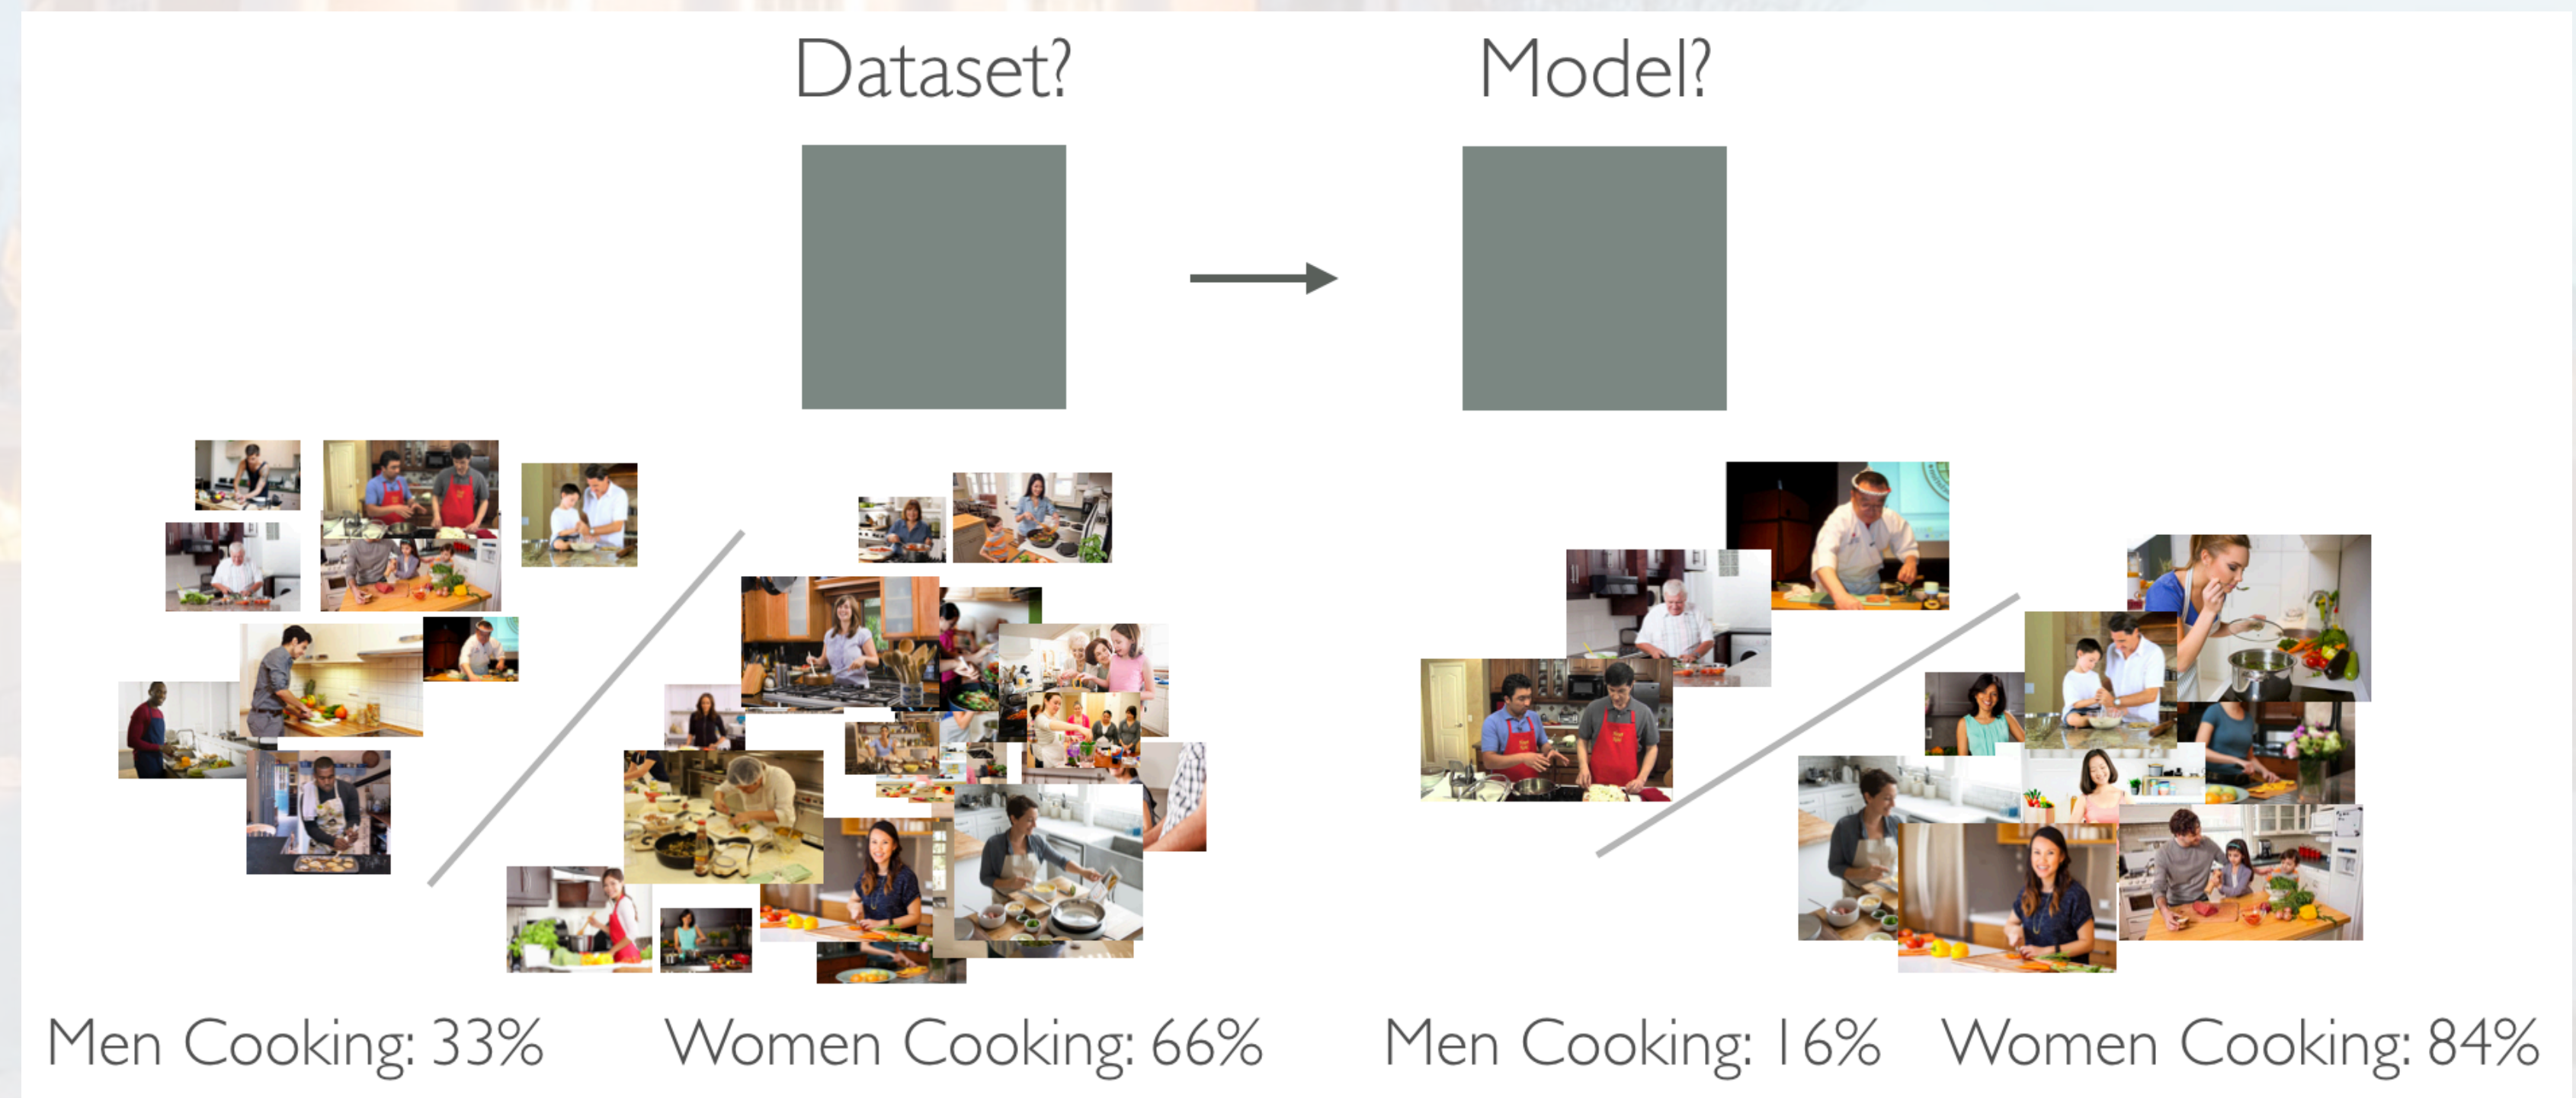 Dataset?
Model?
Men Cooking: 33%
Women Cooking: 66%
Men Cooking: 16%
Women Cooking: 84%